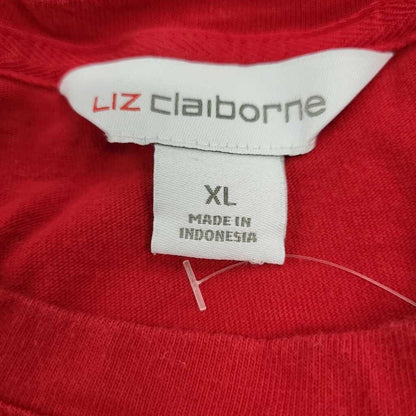 LIZ claiborne
XL
MADE IN
INDONESIA